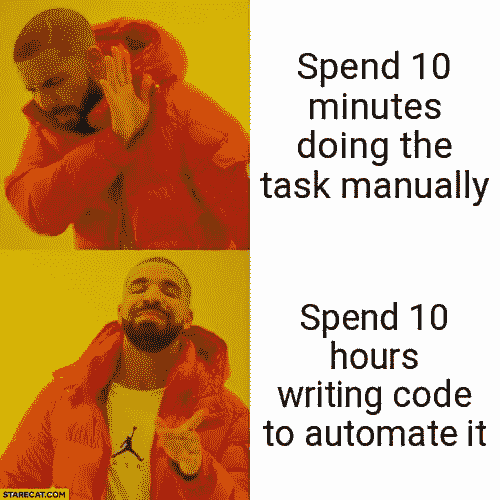 Spend 10
minutes
doing the
task manually
Spend 10
hours
writing code
to automate it
STARECAT.COM